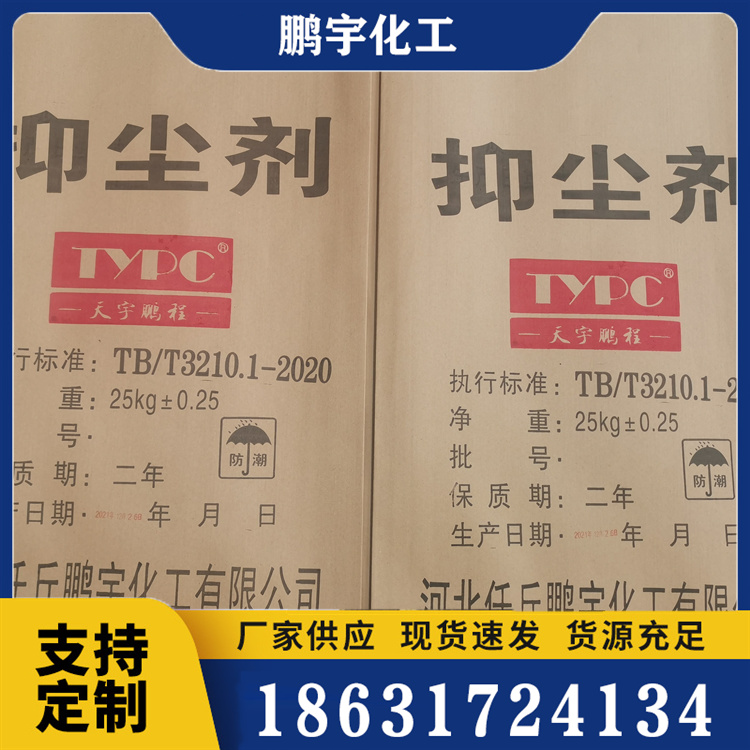 鹏宇化工
抑尘剂
TYPC®
天宇鹏程
行标准：TB/T3210.1-2020
重：25kg±0.25
号：
质期：二年
防潮
日期： 年 月 日
丘鹏宇化工有限公司
抑尘剂
TYPC®
天宇鹏程
执行标准：TB/T3210.1-2
净重：25kg±0.25
批号：
保质期：二年
防潮
生产日期： 年 月 日
河北任丘鹏宇化工有限
支持定制
厂家供应 现货速发 货源充足
18631724134